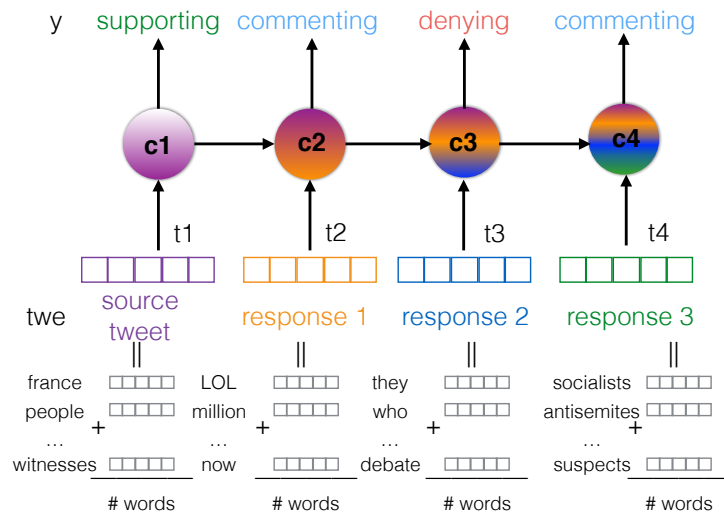 y supporting commenting denying commenting
c1 c2 c3 c4
t1 t2 t3 t4
twe source tweet response 1 response 2 response 3
|| || || ||
france LOL they socialists
people million who antisemites
+ + + +
... ... ... ...
witnesses now debate suspects
# words # words # words # words